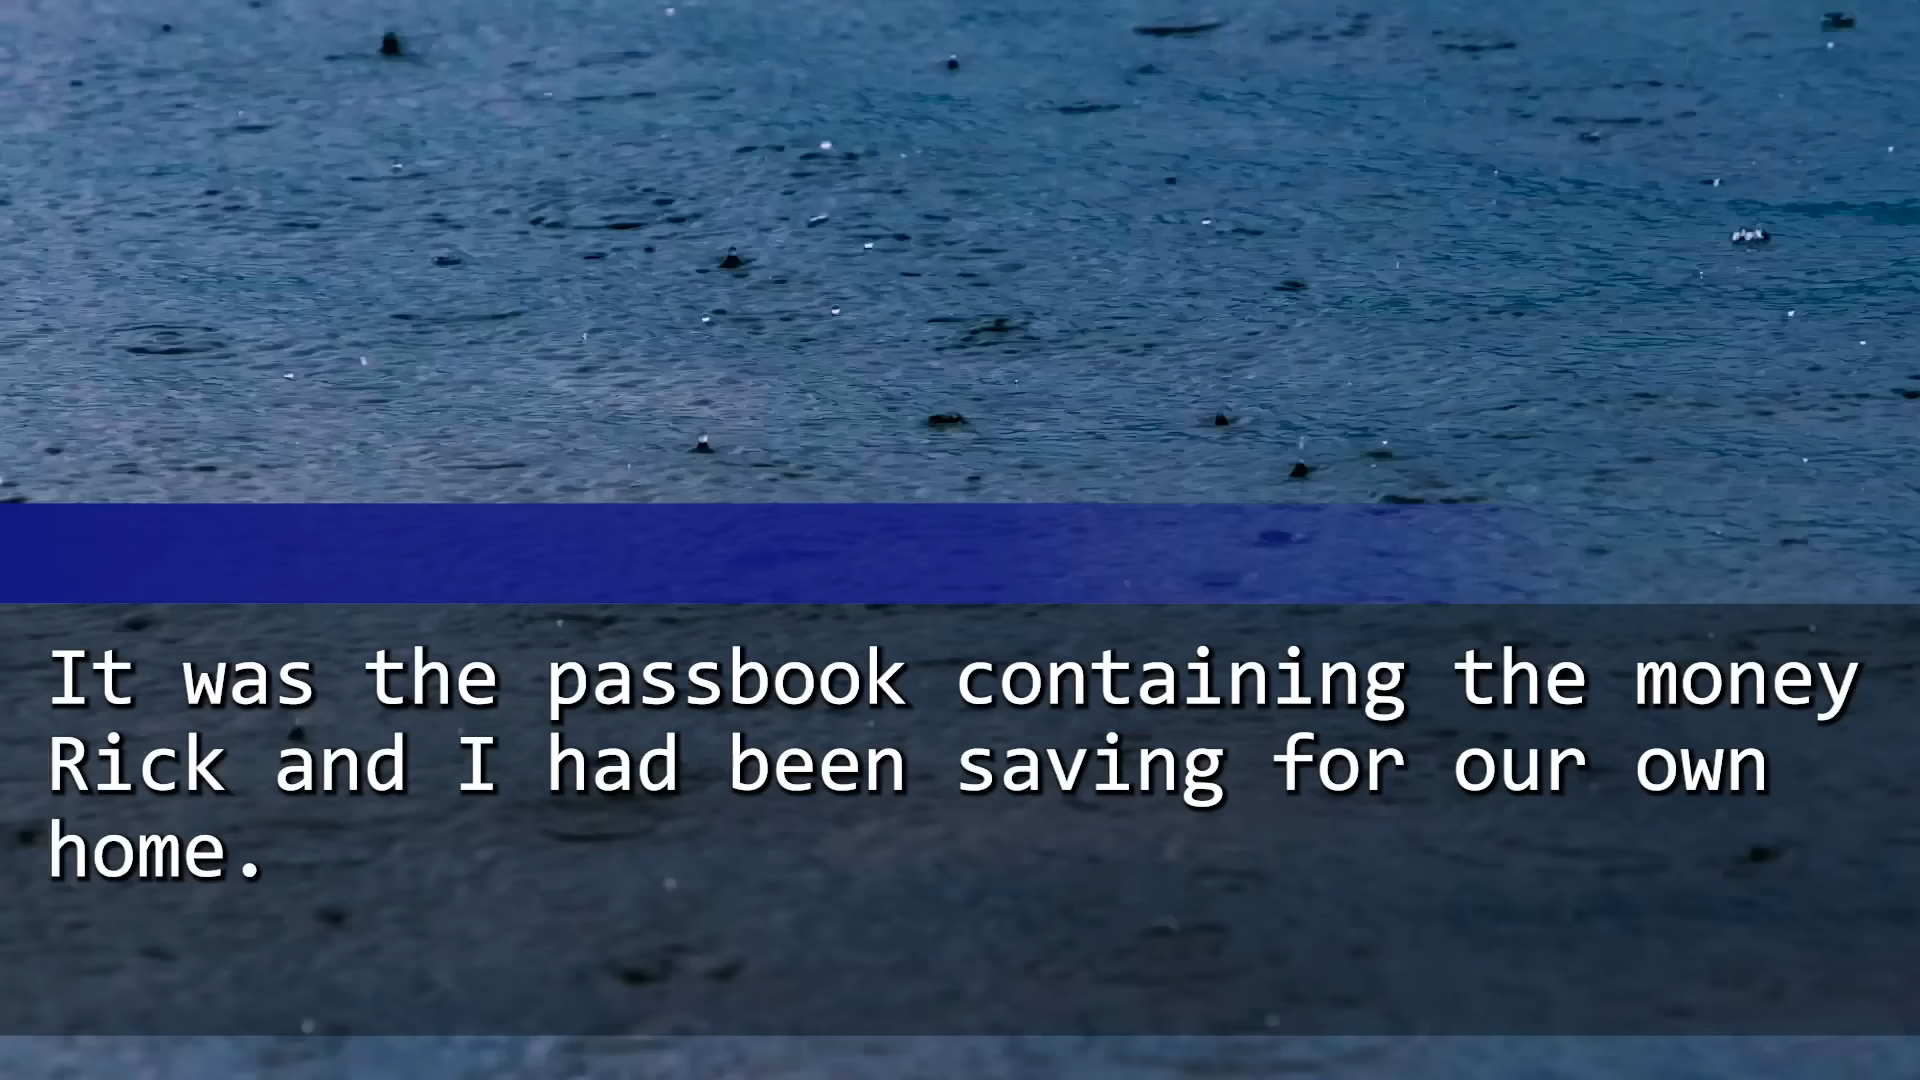 It was the passbook containing the money
Rick and I had been saving for our own
home.